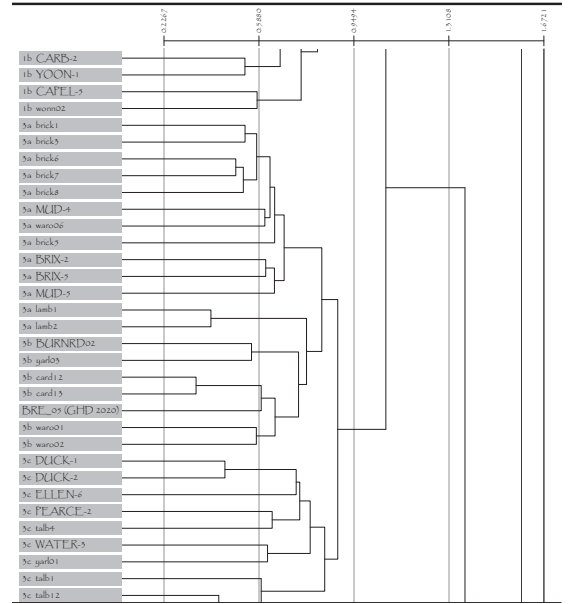 0.2267 0.5880 0.9494 1.3108 1.6721
1b CARB-2
1b YOON-1
1b CAPEL-5
1b wonn02
3a brick1
3a brick3
3a brick6
3a brick7
3a brick8
3a MUD-4
3a waro06
3a brick5
3a BRIX-2
3a BRIX-5
3a MUD-5
3a lamb1
3a lamb2
3b BURNRD02
3b yarl03
3b card12
3b card13
BRE_03 (GHD 2020)
3b waro01
3b waro02
3c DUCK-1
3c DUCK-2
3c ELLEN-6
3c PEARCE-2
3c talb4
3c WATER-3
3c yarl01
3c talb1
3c talb12